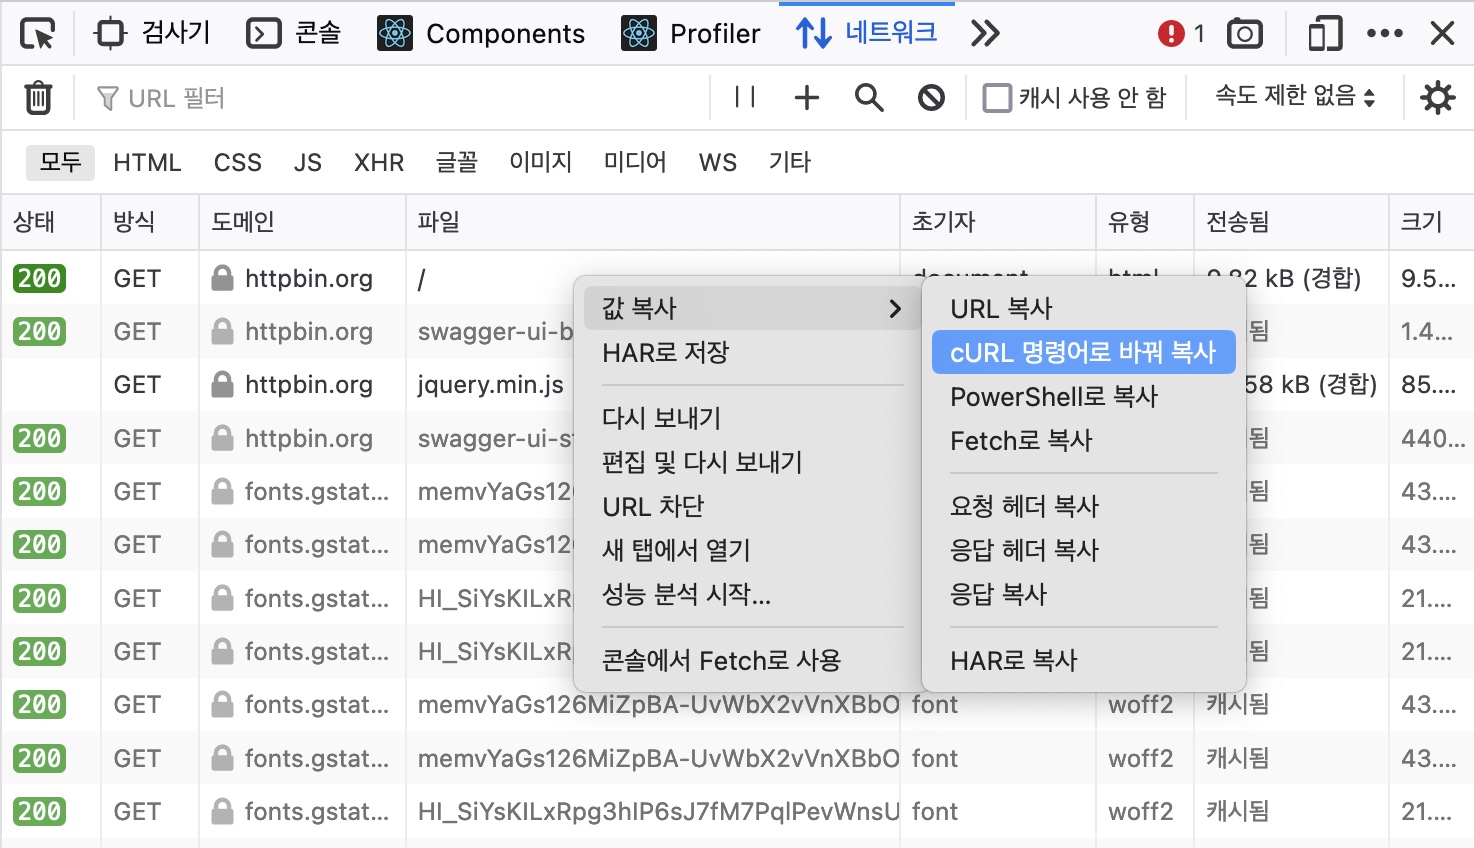 검사기 콘솔 Components Profiler 네트워크 1
URL 필터 캐시 사용 안 함 속도 제한 없음
모두 HTML CSS JS XHR 글꼴 이미지 미디어 WS 기타
상태 방식 도메인 파일 초기자 유형 전송됨 크기
200 GET httpbin.org / document html 82 kB (경합) 9.5...
200 GET httpbin.org swagger-ui-b 됨 1.4...
GET httpbin.org jquery.min.js 58 kB (경합) 85....
200 GET httpbin.org swagger-ui-s 됨 440...
200 GET fonts.gstat... memvYaGs12 됨 43....
200 GET fonts.gstat... memvYaGs12 됨 43....
200 GET fonts.gstat... HI_SiYsKILxR 됨 21....
200 GET fonts.gstat... HI_SiYsKILxR 됨 21....
200 GET fonts.gstat... memvYaGs126MiZpBA-UvWbX2vVnXBbO font woff2 캐시됨 43....
200 GET fonts.gstat... memvYaGs126MiZpBA-UvWbX2vVnXBbO font woff2 캐시됨 43....
200 GET fonts.gstat... HI_SiYsKILxRpg3hIP6sJ7fM7PqlPevWnsU font woff2 캐시됨 21....
값 복사
HAR로 저장
다시 보내기
편집 및 다시 보내기
URL 차단
새 탭에서 열기
성능 분석 시작...
콘솔에서 Fetch로 사용
URL 복사
cURL 명령어로 바꿔 복사
PowerShell로 복사
Fetch로 복사
요청 헤더 복사
응답 헤더 복사
응답 복사
HAR로 복사